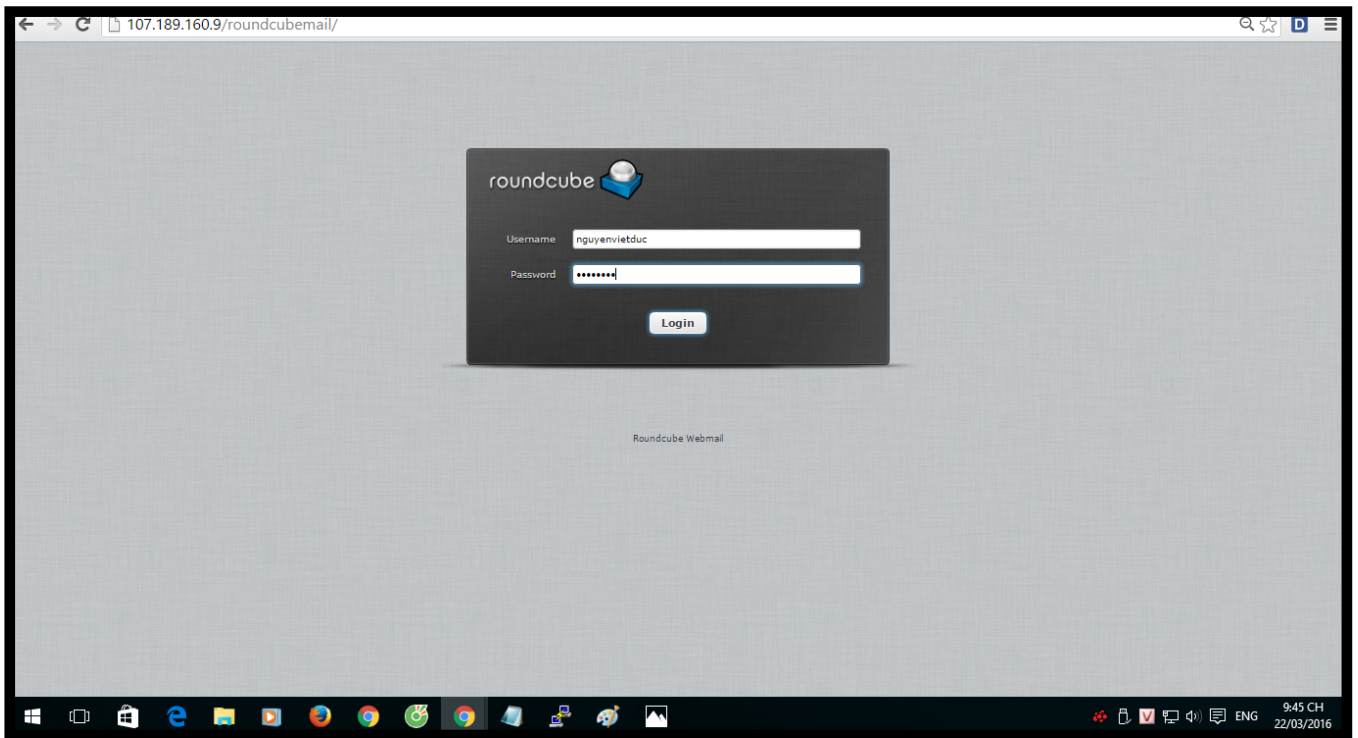 107.189.160.9/roundcubemail/
D
roundcube
Username nguyenvietduc
Password ••••••••
Login
Roundcube Webmail
V ENG 9:45 CH
22/03/2016